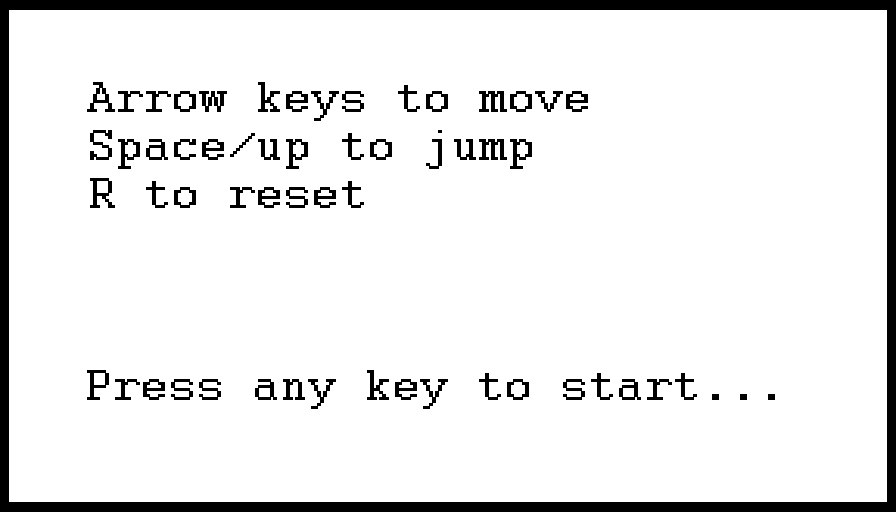 Arrow keys to move
Space/up to jump
R to reset
Press any key to start...